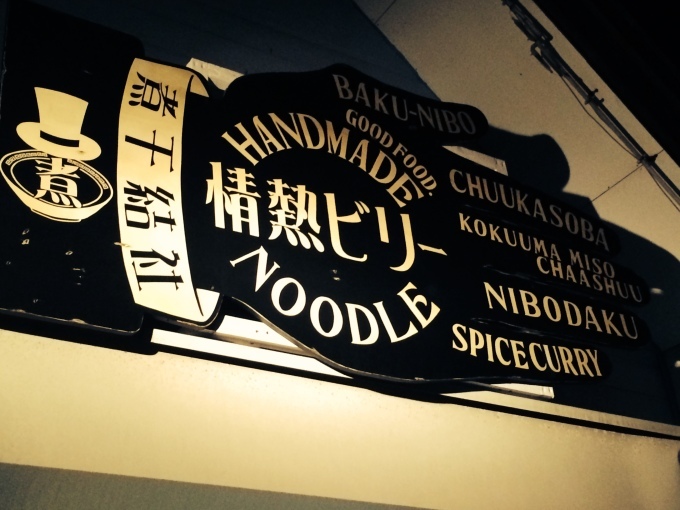 煮
煮干結社
BAKU-NIBO
GOOD FOOD.
HANDMADE
情熱ビリー
NOODLE
CHUUKASOBA
KOKUUMA MISO
CHAASHUU
NIBODAKU
SPICECURRY